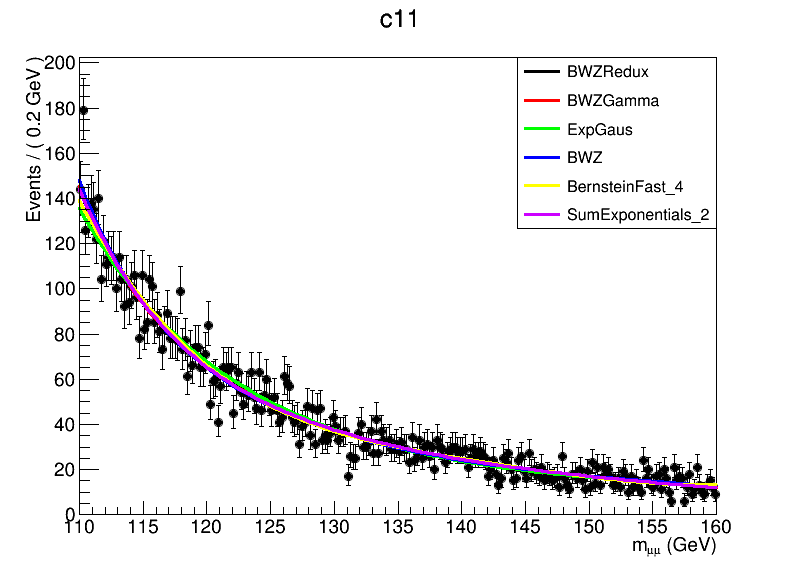 c11
Events / ( 0.2 GeV )
200
180
160
140
120
100
80
60
40
20
0
BWZRedux
BWZGamma
ExpGaus
BWZ
BernsteinFast_4
SumExponentials_2
110 115 120 125 130 135 140 145 150 155 160
mμμ (GeV)